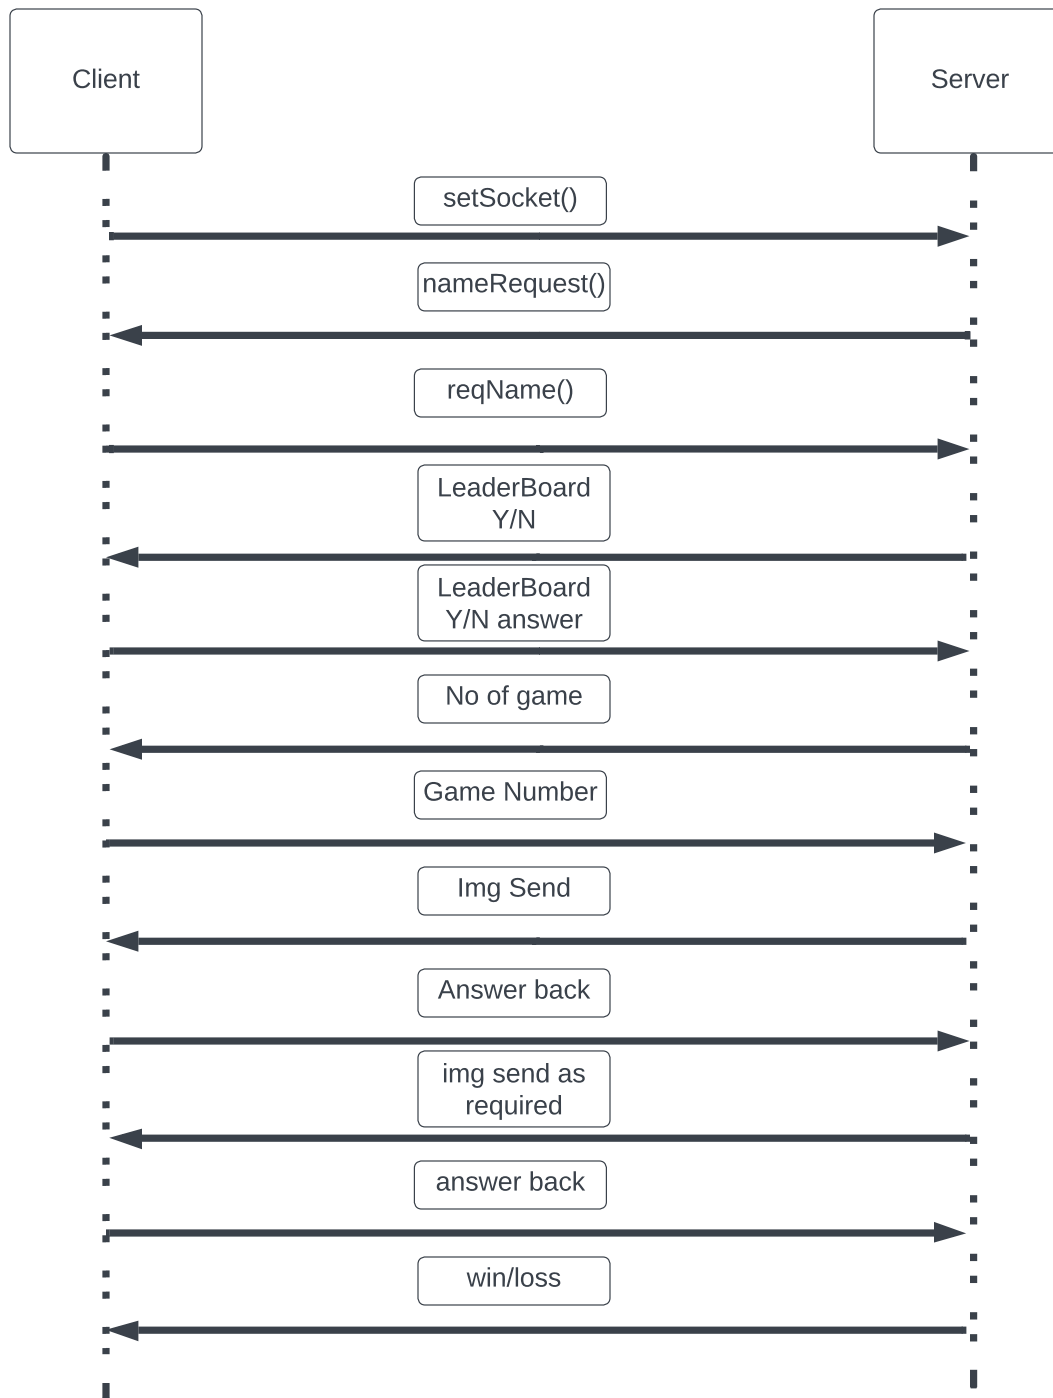 Client
Server
setSocket()
nameRequest()
reqName()
LeaderBoard
Y/N
LeaderBoard
Y/N answer
No of game
Game Number
Img Send
Answer back
img send as
required
answer back
win/loss